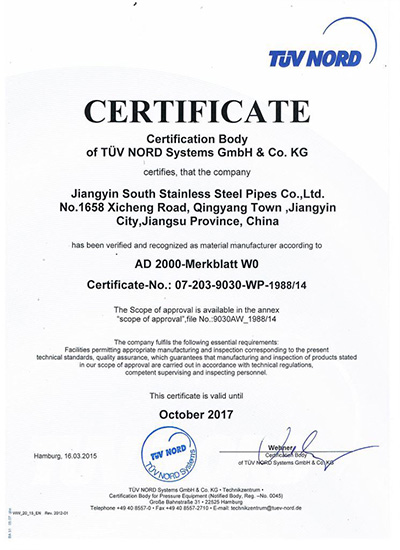 TÜV NORD
CERTIFICATE
Certification Body
of TÜV NORD Systems GmbH & Co. KG
certifies, that the company
Jiangyin South Stainless Steel Pipes Co.,Ltd.
No.1658 Xicheng Road, Qingyang Town ,Jiangyin
City,Jiangsu Province, China
has been verified and recognized as material manufacturer according to
AD 2000-Merkblatt W0
Certificate-No.: 07-203-9030-WP-1988/14
The Scope of approval is available in the annex
"scope of approval",file No.:9030AW_1988/14
The company fulfils the following essential requirements:
Facilities permitting appropriate manufacturing and inspection corresponding to the present
technical standards, quality assurance, which guarantees that manufacturing and inspection of products stated
in our scope of approval are carried out in accordance with technical regulations,
competent supervising and inspecting personnel.
This certificate is valid until
October 2017
TÜV NORD
TÜV NORD Systems
Hamburg, 16.03.2015
Certification Body
of TÜV NORD Systems GmbH & Co.KG
TÜV NORD Systems GmbH & Co. KG • Technikzentrum •
Certification Body for Pressure Equipment (Notified Body, Reg. –No. 0045)
Große Bahnstraße 31 • 22525 Hamburg
Telephone +49 40 8557-0 • Fax +49 40 8557-2710 • E-mail: technikzentrum@tuev-nord.de
Rev. 2012-01